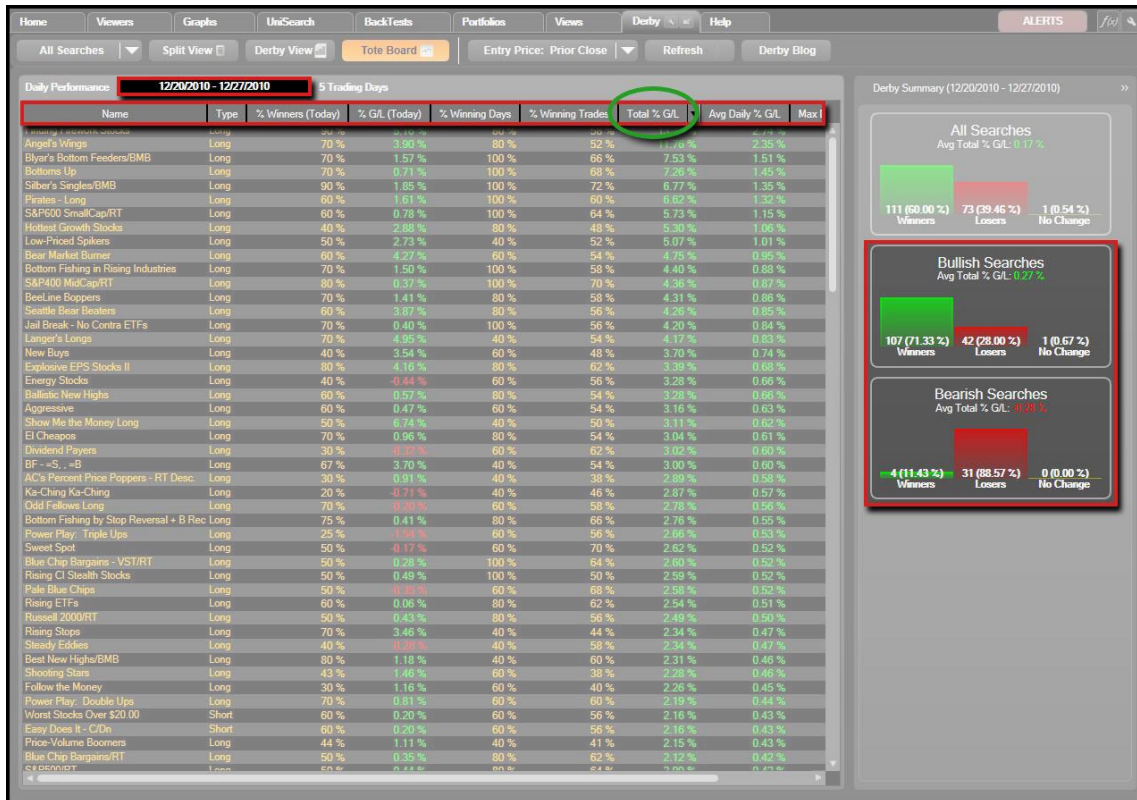 Home Viewers Graphs UniSearch BackTests Portfolios Views Derby Help ALERTS f(x)
All Searches Split View Derby View Tote Board Entry Price: Prior Close Refresh Derby Blog
Daily Performance 12/20/2010 - 12/27/2010 5 Trading Days
Name Type % Winners (Today) % G/L (Today) % Winning Days % Winning Trades Total % G/L Avg Daily % G/L Max
Angel's Wings Long 70 % 3.90 % 80 % 52 % 11.76 % 2.35 %
Blyar's Bottom Feeders/BMB Long 70 % 1.57 % 100 % 66 % 7.53 % 1.51 %
Bottoms Up Long 70 % 0.71 % 100 % 68 % 7.26 % 1.45 %
Silber's Singles/BMB Long 90 % 1.85 % 100 % 72 % 6.77 % 1.35 %
Pirates - Long Long 60 % 1.61 % 100 % 60 % 6.62 % 1.32 %
S&P600 SmallCap/RT Long 60 % 0.78 % 100 % 64 % 5.73 % 1.15 %
Hottest Growth Stocks Long 40 % 2.88 % 80 % 48 % 5.30 % 1.06 %
Low-Priced Spikers Long 50 % 2.73 % 40 % 52 % 5.07 % 1.01 %
Bear Market Burner Long 60 % 4.27 % 60 % 54 % 4.75 % 0.95 %
Bottom Fishing in Rising Industries Long 70 % 1.50 % 100 % 58 % 4.40 % 0.88 %
S&P400 MidCap/RT Long 80 % 0.37 % 100 % 70 % 4.36 % 0.87 %
BeeLine Boppers Long 70 % 1.41 % 80 % 58 % 4.31 % 0.86 %
Seattle Bear Beaters Long 60 % 3.87 % 80 % 56 % 4.26 % 0.85 %
Jail Break - No Contra ETFs Long 70 % 0.40 % 100 % 56 % 4.20 % 0.84 %
Langer's Longs Long 70 % 4.95 % 40 % 54 % 4.17 % 0.83 %
New Buys Long 40 % 3.54 % 60 % 48 % 3.70 % 0.74 %
Explosive EPS Stocks II Long 80 % 4.16 % 80 % 62 % 3.39 % 0.68 %
Energy Stocks Long 40 % -0.44 % 60 % 56 % 3.28 % 0.66 %
Ballistic New Highs Long 60 % 0.57 % 80 % 54 % 3.28 % 0.66 %
Aggressive Long 60 % 0.47 % 60 % 54 % 3.16 % 0.63 %
Show Me the Money Long Long 50 % 6.74 % 40 % 50 % 3.11 % 0.62 %
El Cheapos Long 70 % 0.96 % 80 % 54 % 3.04 % 0.61 %
Dividend Payers Long 30 % 60 % 62 % 3.02 % 0.60 %
BF - =S, , =B Long 67 % 3.70 % 40 % 54 % 3.00 % 0.60 %
AC's Percent Price Poppers - RT Desc. Long 30 % 0.91 % 40 % 38 % 2.89 % 0.58 %
Ka-Ching Ka-Ching Long 20 % -0.71 % 40 % 46 % 2.87 % 0.57 %
Odd Fellows Long Long 70 % 60 % 58 % 2.78 % 0.56 %
Bottom Fishing by Stop Reversal + B Rec Long 75 % 0.41 % 80 % 66 % 2.76 % 0.55 %
Power Play: Triple Ups Long 25 % 60 % 56 % 2.66 % 0.53 %
Sweet Spot Long 50 % -0.17 % 60 % 70 % 2.62 % 0.52 %
Blue Chip Bargains - VST/RT Long 50 % 0.28 % 100 % 64 % 2.60 % 0.52 %
Rising CI Stealth Stocks Long 50 % 0.49 % 100 % 50 % 2.59 % 0.52 %
Pale Blue Chips Long 50 % 60 % 68 % 2.58 % 0.52 %
Rising ETFs Long 60 % 0.06 % 80 % 62 % 2.54 % 0.51 %
Russell 2000/RT Long 50 % 0.43 % 80 % 56 % 2.49 % 0.50 %
Rising Stops Long 70 % 3.46 % 40 % 44 % 2.34 % 0.47 %
Steady Eddies Long 40 % 40 % 58 % 2.34 % 0.47 %
Best New Highs/BMB Long 80 % 1.18 % 40 % 60 % 2.31 % 0.46 %
Shooting Stars Long 43 % 1.46 % 60 % 38 % 2.28 % 0.46 %
Follow the Money Long 30 % 1.16 % 60 % 40 % 2.26 % 0.45 %
Power Play: Double Ups Long 70 % 0.81 % 60 % 60 % 2.19 % 0.44 %
Worst Stocks Over $20.00 Short 60 % 0.20 % 60 % 56 % 2.16 % 0.43 %
Easy Does It - C/Dn Short 60 % 0.20 % 60 % 56 % 2.16 % 0.43 %
Price-Volume Boomers Long 44 % 1.11 % 40 % 41 % 2.15 % 0.43 %
Blue Chip Bargains/RT Long 50 % 0.35 % 80 % 62 % 2.12 % 0.42 %
S&P500/RT
Derby Summary (12/20/2010 - 12/27/2010) »
All Searches
Avg Total % G/L: 0.17 %
111 (60.00 %) 73 (39.46 %) 1 (0.54 %)
Winners Losers No Change
Bullish Searches
Avg Total % G/L: 0.27 %
107 (71.33 %) 42 (28.00 %) 1 (0.67 %)
Winners Losers No Change
Bearish Searches
Avg Total % G/L:
4 (11.43 %) 31 (88.57 %) 0 (0.00 %)
Winners Losers No Change